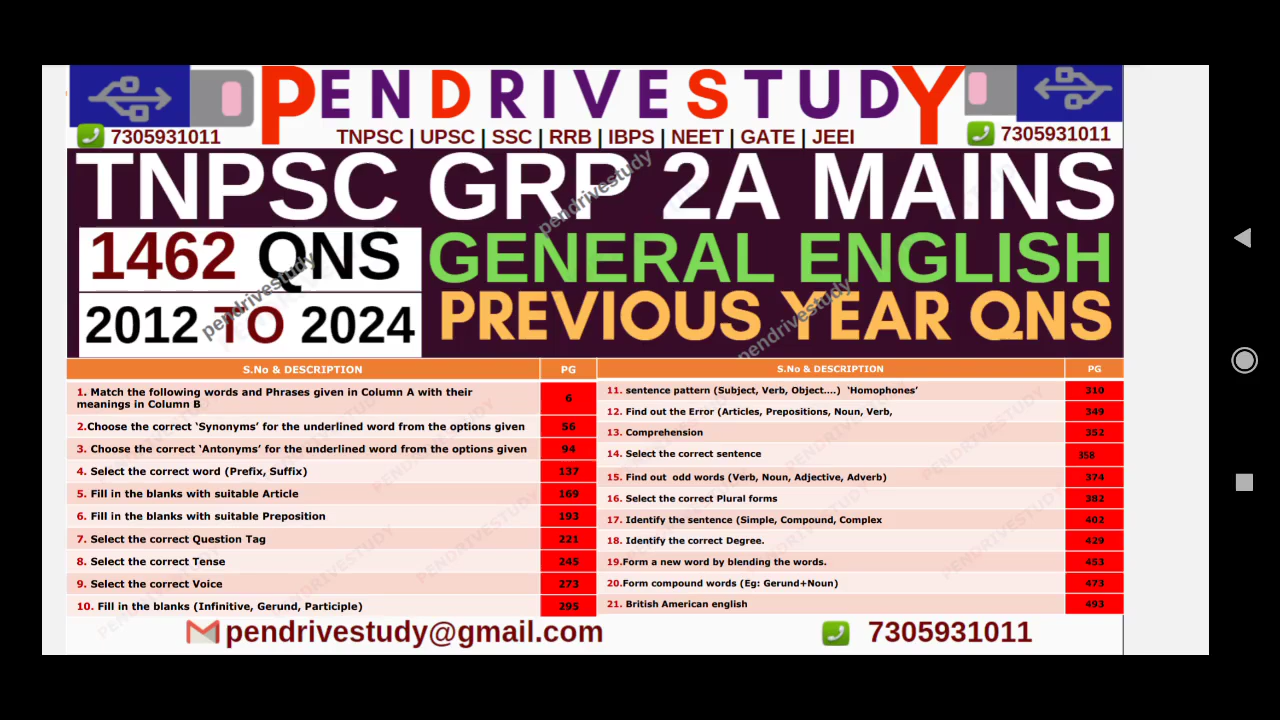 PENDRIVESTUDY
7305931011
TNPSC | UPSC | SSC | RRB | IBPS | NEET | GATE | JEEI
7305931011
TNPSC GRP 2A MAINS
1462 QNS
GENERAL ENGLISH
2012 TO 2024
PREVIOUS YEAR QNS
pendrivestudy
pendrivestudy
pendrivestudy
S.No & DESCRIPTION PG
1. Match the following words and Phrases given in Column A with their
meanings in Column B 6
2.Choose the correct ‘Synonyms’ for the underlined word from the options given 56
3. Choose the correct ‘Antonyms’ for the underlined word from the options given 94
4. Select the correct word (Prefix, Suffix) 137
5. Fill in the blanks with suitable Article 169
6. Fill in the blanks with suitable Preposition 193
7. Select the correct Question Tag 221
8. Select the correct Tense 245
9. Select the correct Voice 273
10. Fill in the blanks (Infinitive, Gerund, Participle) 295
S.No & DESCRIPTION PG
11. sentence pattern (Subject, Verb, Object....) ‘Homophones’ 310
12. Find out the Error (Articles, Prepositions, Noun, Verb, 349
13. Comprehension 352
14. Select the correct sentence 358
15. Find out odd words (Verb, Noun, Adjective, Adverb) 374
16. Select the correct Plural forms 382
17. Identify the sentence (Simple, Compound, Complex 402
18. Identify the correct Degree. 429
19.Form a new word by blending the words. 453
20.Form compound words (Eg: Gerund+Noun) 473
21. British American english 493
pendrivestudy@gmail.com
7305931011